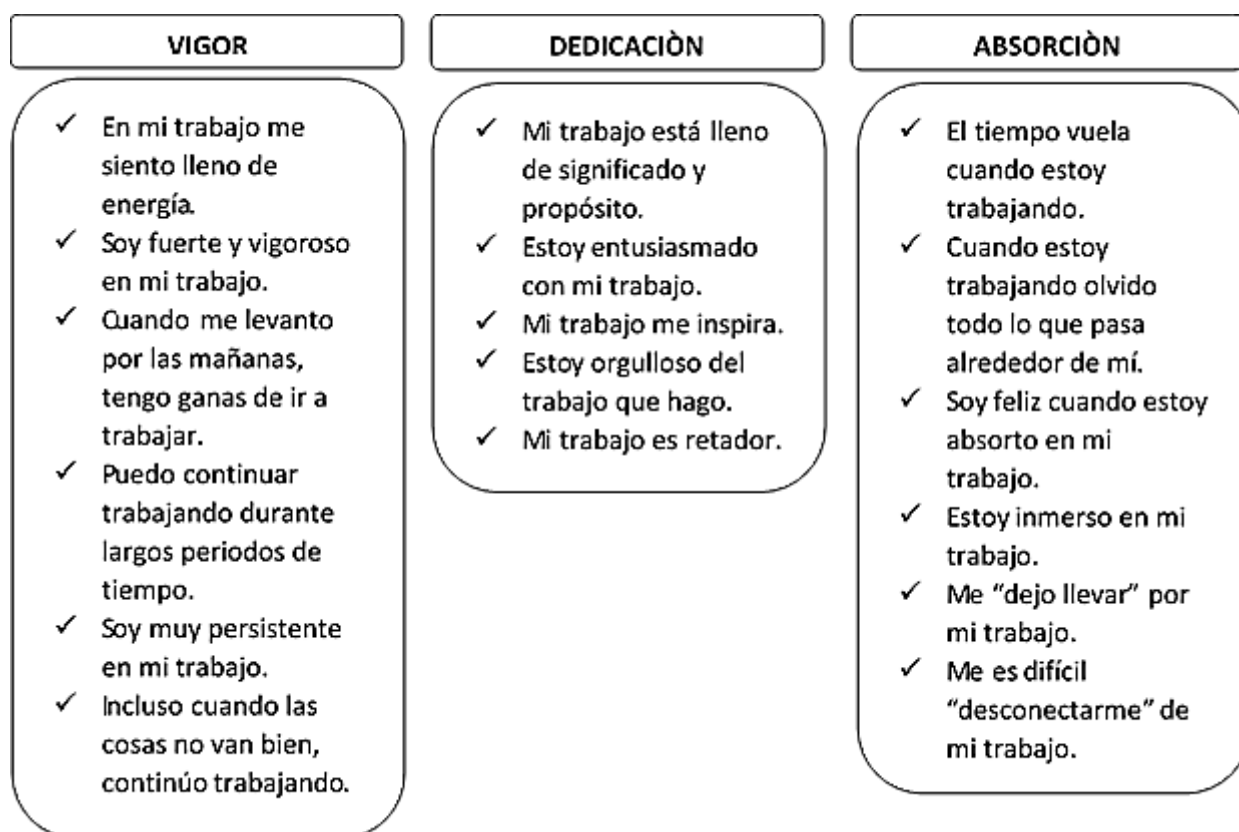 VIGOR
✓ En mi trabajo me
siento lleno de
energía.
✓ Soy fuerte y vigoroso
en mi trabajo.
✓ Cuando me levanto
por las mañanas,
tengo ganas de ir a
trabajar.
✓ Puedo continuar
trabajando durante
largos periodos de
tiempo.
✓ Soy muy persistente
en mi trabajo.
✓ Incluso cuando las
cosas no van bien,
continúo trabajando.
DEDICACIÒN
✓ Mi trabajo está lleno
de significado y
propósito.
✓ Estoy entusiasmado
con mi trabajo.
✓ Mi trabajo me inspira.
✓ Estoy orgulloso del
trabajo que hago.
✓ Mi trabajo es retador.
ABSORCIÒN
✓ El tiempo vuela
cuando estoy
trabajando.
✓ Cuando estoy
trabajando olvido
todo lo que pasa
alrededor de mí.
✓ Soy feliz cuando estoy
absorto en mi
trabajo.
✓ Estoy inmerso en mi
trabajo.
✓ Me “dejo llevar” por
mi trabajo.
✓ Me es difícil
“desconectarme” de
mi trabajo.